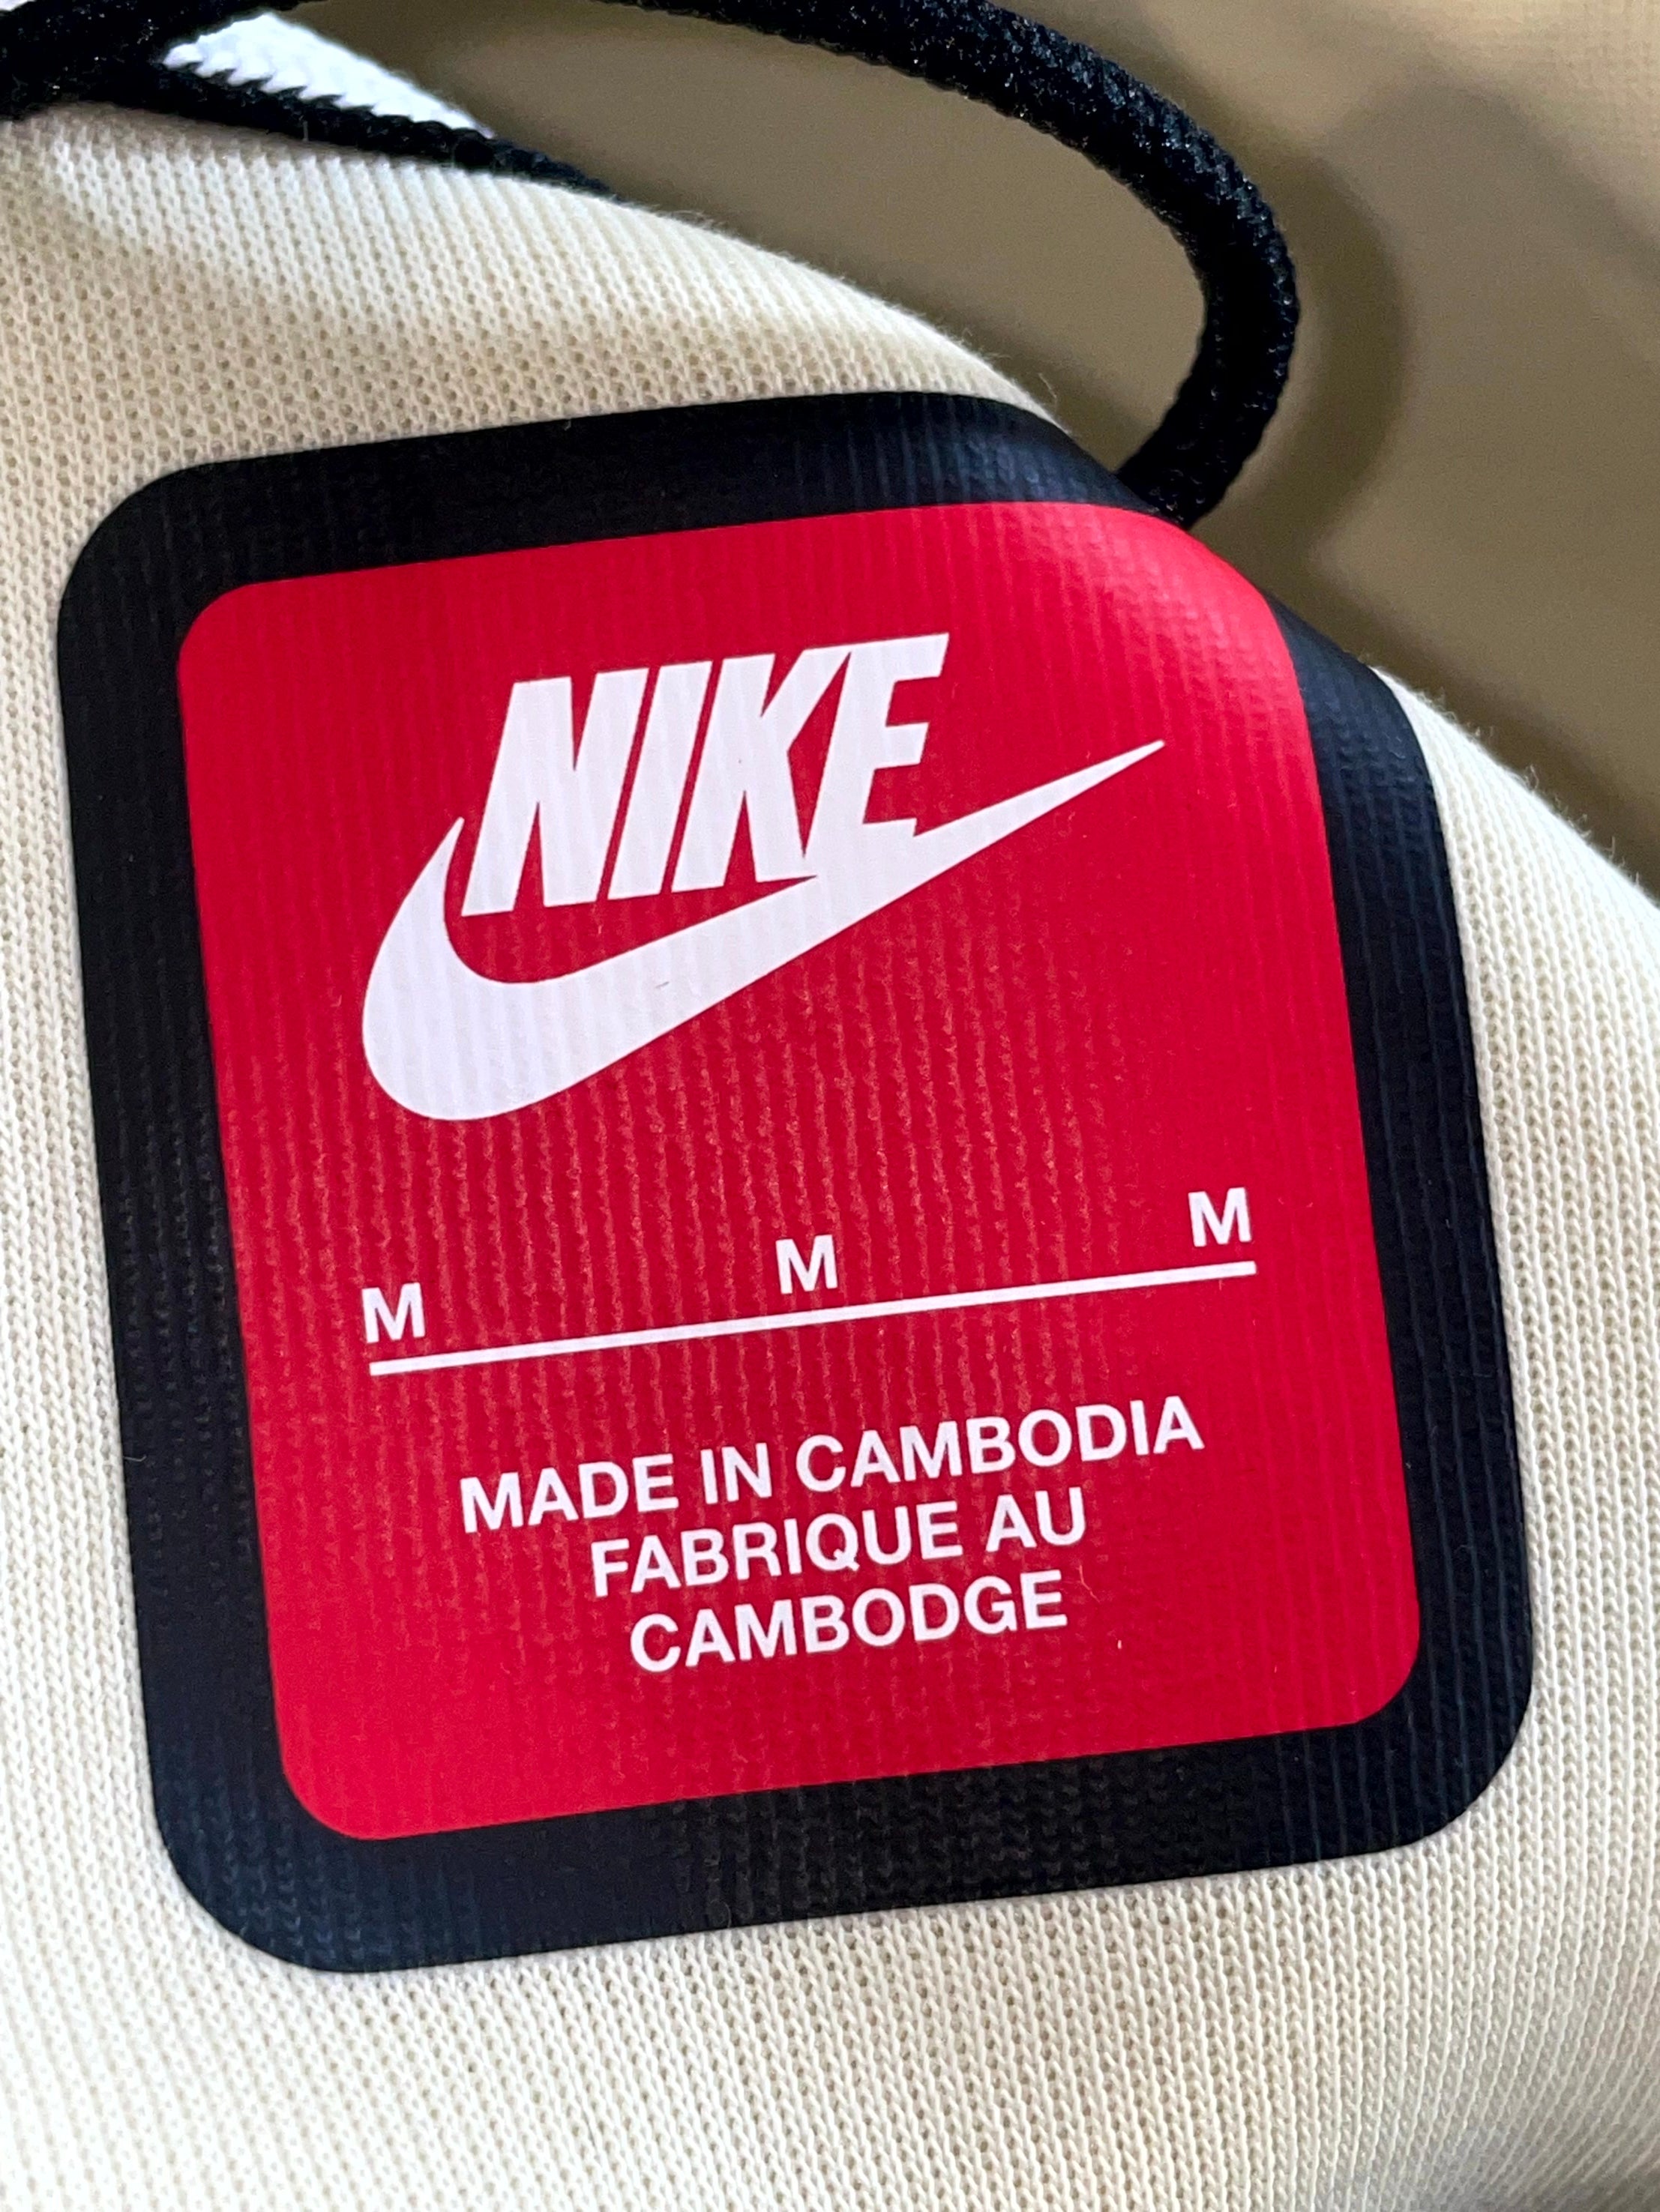 NIKE
M M M
MADE IN CAMBODIA
FABRIQUE AU
CAMBODGE